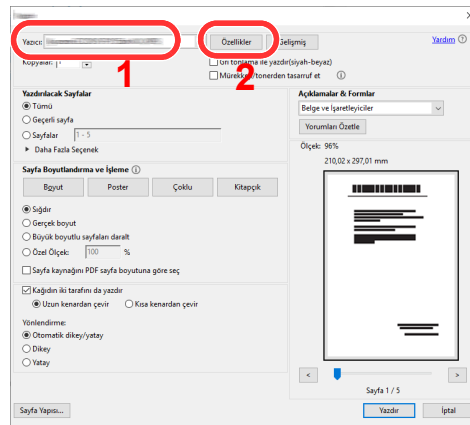 Yazıcı:
Özellikler
Gelişmiş
Yardım
Kopyalar: 1
Gri tonlama ile yazdır(siyah-beyaz)
Mürekkep/tonerden tasarruf et
1
2
Yazdırılacak Sayfalar
Tümü
Geçerli sayfa
Sayfalar 1 - 5
Daha Fazla Seçenek
Sayfa Boyutlandırma ve İşleme
Boyut Poster Çoklu Kitapçık
Sığdır
Gerçek boyut
Büyük boyutlu sayfaları daralt
Özel Ölçek: 100 %
Sayfa kaynağını PDF sayfa boyutuna göre seç
Kağıdın iki tarafını da yazdır
Uzun kenardan çevir Kısa kenardan çevir
Yönlendirme:
Otomatik dikey/yatay
Dikey
Yatay
Açıklamalar & Formlar
Belge ve İşaretleyiciler
Yorumları Özetle
Ölçek: 96%
210,02 x 297,01 mm
< >
Sayfa 1 / 5
Sayfa Yapısı...
Yazdır İptal